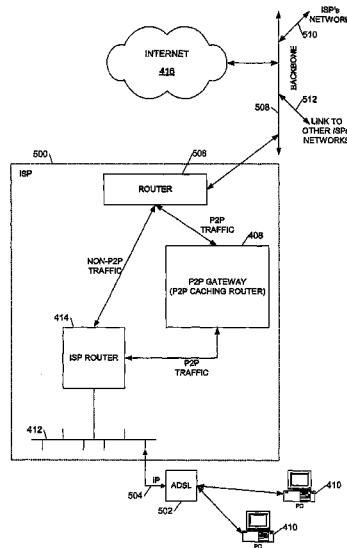 ISP's
NETWORK
510
INTERNET
416
BACKBONE
512
508
LINK TO
OTHER ISPs
NETWORKS
500
ISP
506
ROUTER
P2P
TRAFFIC
408
NON-P2P
TRAFFIC
P2P GATEWAY
(P2P CACHING ROUTER)
414
ISP ROUTER
P2P
TRAFFIC
412
IP
504
ADSL
502
410
PC
410
PC